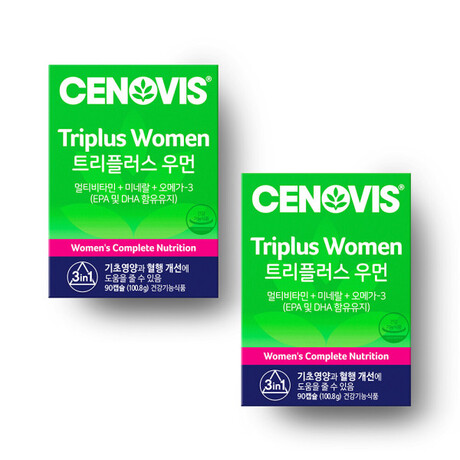 CENOVIS®
Triplus Women
트리플러스 우먼
멀티비타민 + 미네랄 + 오메가-3
(EPA 및 DHA 함유유지)
Women's Complete Nutrition
3in1
기초영양과 혈행 개선에
도움을 줄 수 있음
90캡슐 (100.8g) 건강기능식품
CENOVIS®
Triplus Women
트리플러스 우먼
멀티비타민 + 미네랄 + 오메가-3
(EPA 및 DHA 함유유지)
Women's Complete Nutrition
3in1
기초영양과 혈행 개선에
도움을 줄 수 있음
90캡슐 (100.8g) 건강기능식품